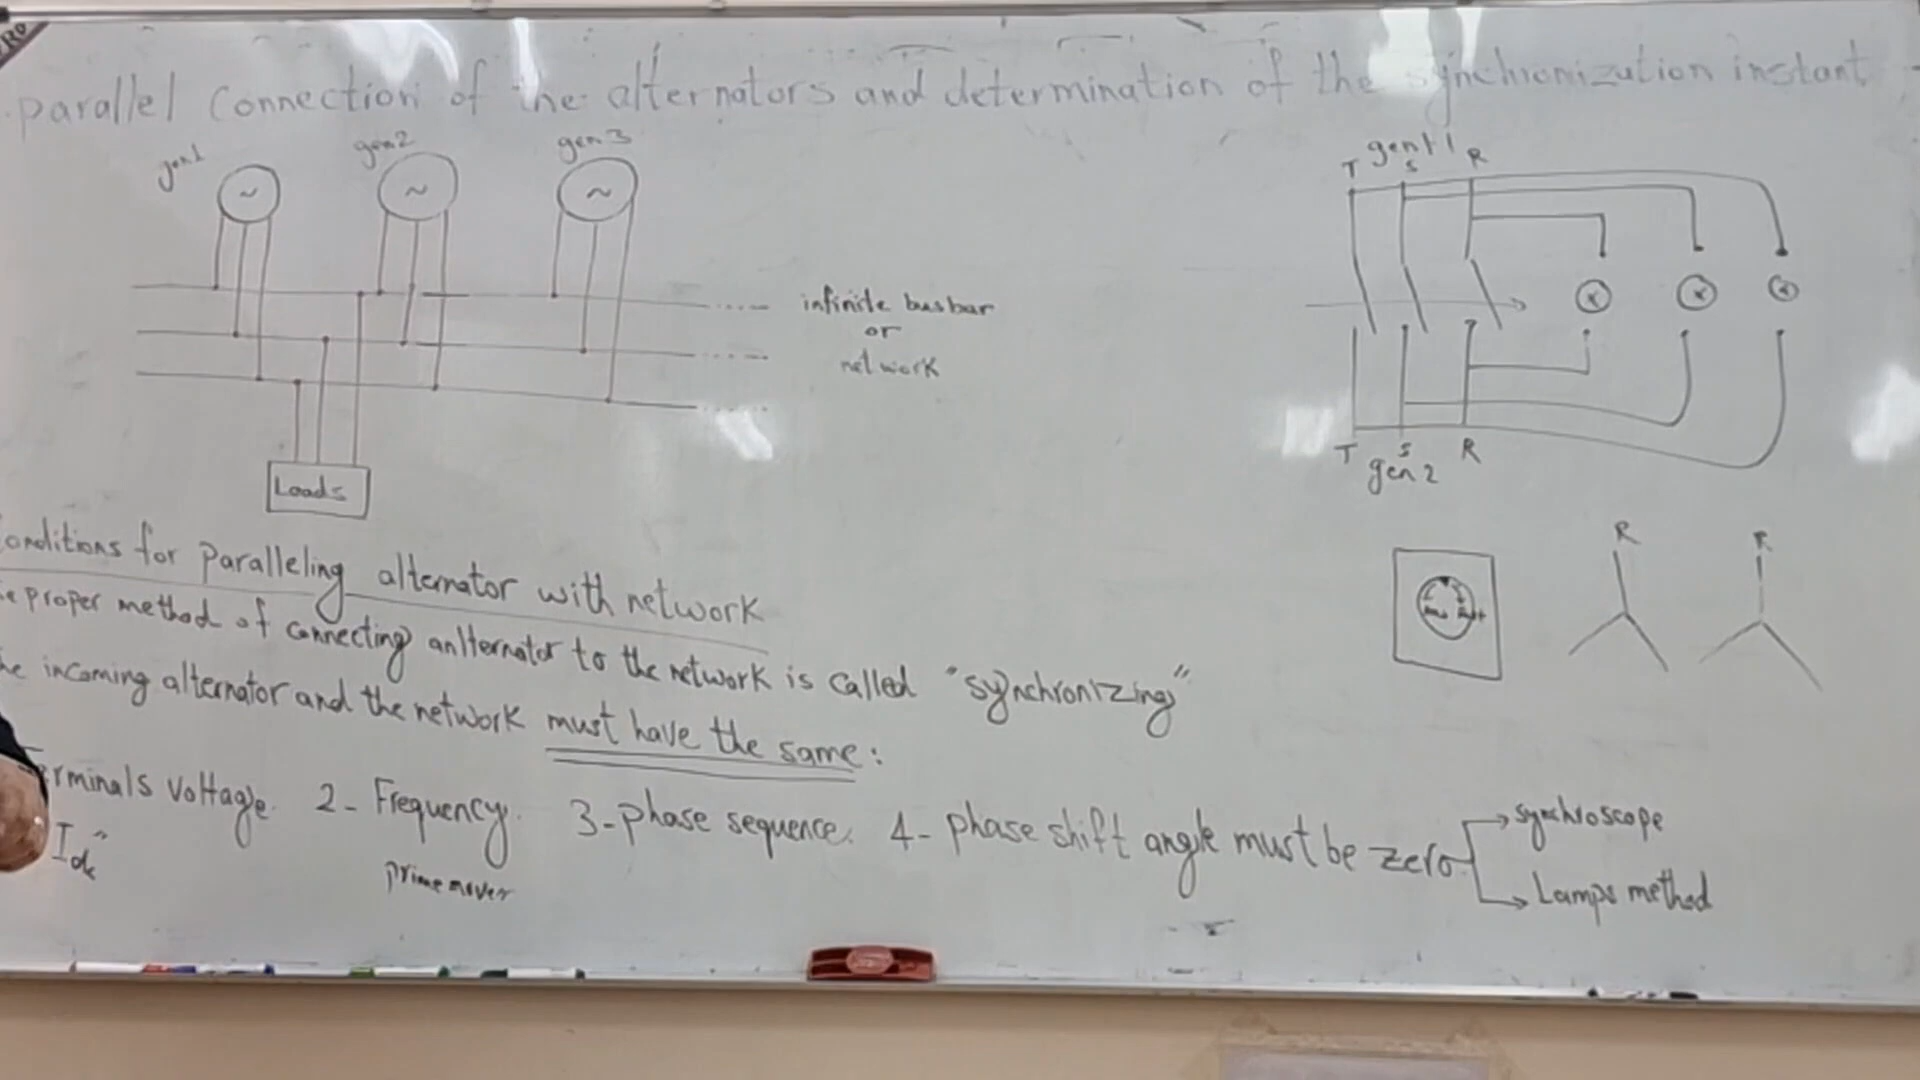 parallel connection of the alternators and determination of the synchronization instant
gen1
gen2
gen3
~
~
~
infinite busbar
or
network
Loads
gen 1
T S R
T S R
gen 2
R
R
Conditions for paralleling alternator with network
proper method of connecting anlternator to the network is called "synchronizing"
incoming alternator and the network must have the same:
Terminals voltage. 2- Frequency. 3- phase sequence. 4- phase shift angle must be zero
synchroscope
Lamps method
Idc
prime mover